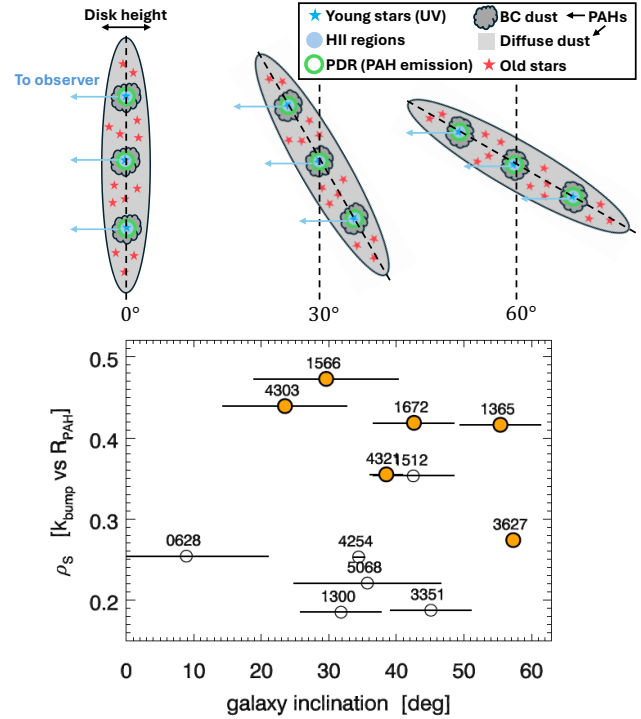 Disk height
To observer
Young stars (UV)
HII regions
PDR (PAH emission)
BC dust ← PAHs
Diffuse dust
Old stars
0°
30°
60°
0.5
0.4
0.3
0.2
ρS [kbump vs RPAH]
1566
4303
1672
1365
4321
1512
3627
0628
4254
5068
1300
3351
0 10 20 30 40 50 60
galaxy inclination [deg]